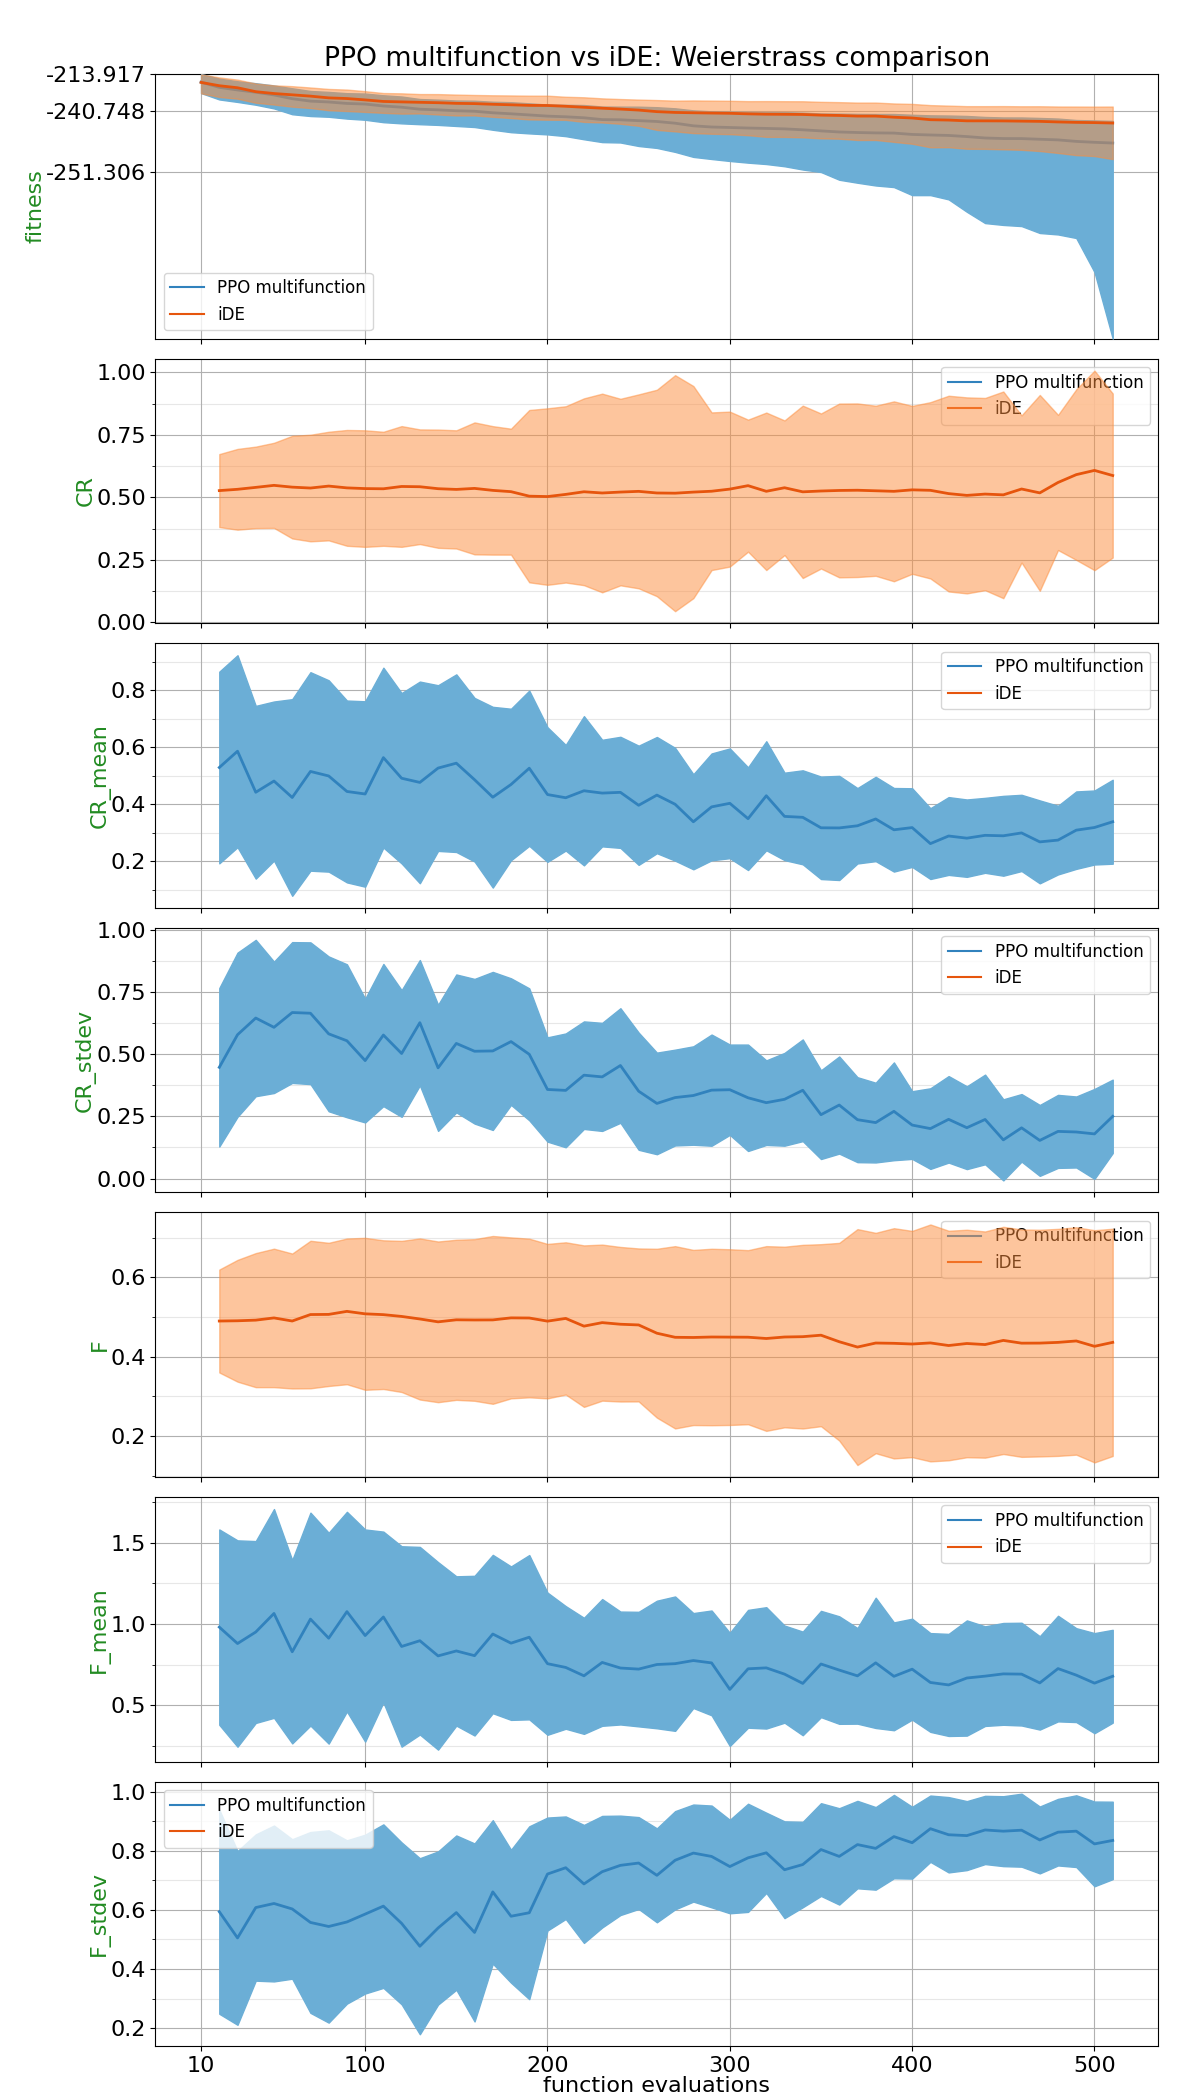 PPO multifunction vs iDE: Weierstrass comparison
-213.917
-240.748
-251.306
fitness
PPO multifunction
iDE
1.00
0.75
0.50
0.25
0.00
CR
PPO multifunction
iDE
0.8
0.6
0.4
0.2
CR_mean
PPO multifunction
iDE
1.00
0.75
0.50
0.25
0.00
CR_stdev
PPO multifunction
iDE
0.6
0.4
0.2
F
PPO multifunction
iDE
1.5
1.0
0.5
F_mean
PPO multifunction
iDE
1.0
0.8
0.6
0.4
0.2
F_stdev
PPO multifunction
iDE
10 100 200 300 400 500
function evaluations